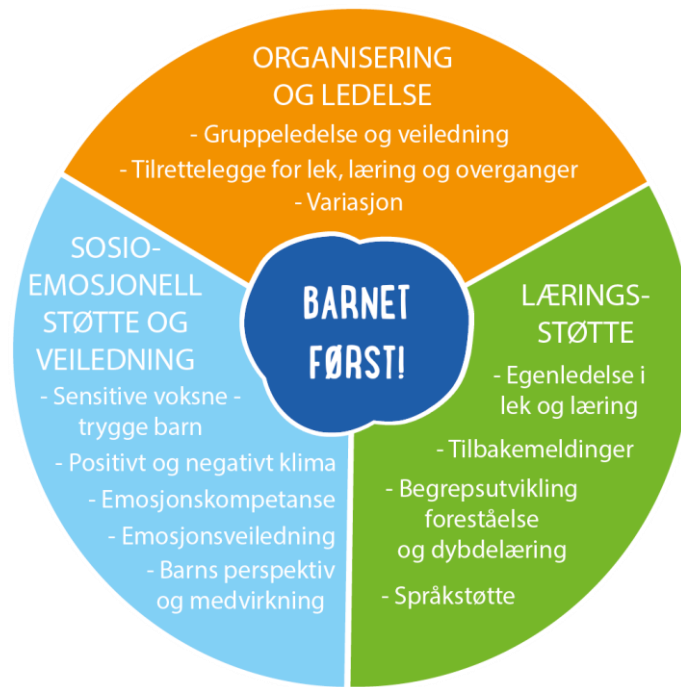 ORGANISERING
OG LEDELSE
- Gruppeledelse og veiledning
- Tilrettelegge for lek, læring og overganger
- Variasjon
SOSIO-
EMOSJONELL
STØTTE OG
VEILEDNING
- Sensitive voksne -
trygge barn
- Positivt og negativt klima
- Emosjonskompetanse
- Emosjonsveiledning
- Barns perspektiv
og medvirkning
BARNET
FØRST!
LÆRINGS-
STØTTE
- Egenledelse i
lek og læring
- Tilbakemeldinger
- Begrepsutvikling
foreståelse
og dybdelæring
- Språkstøtte